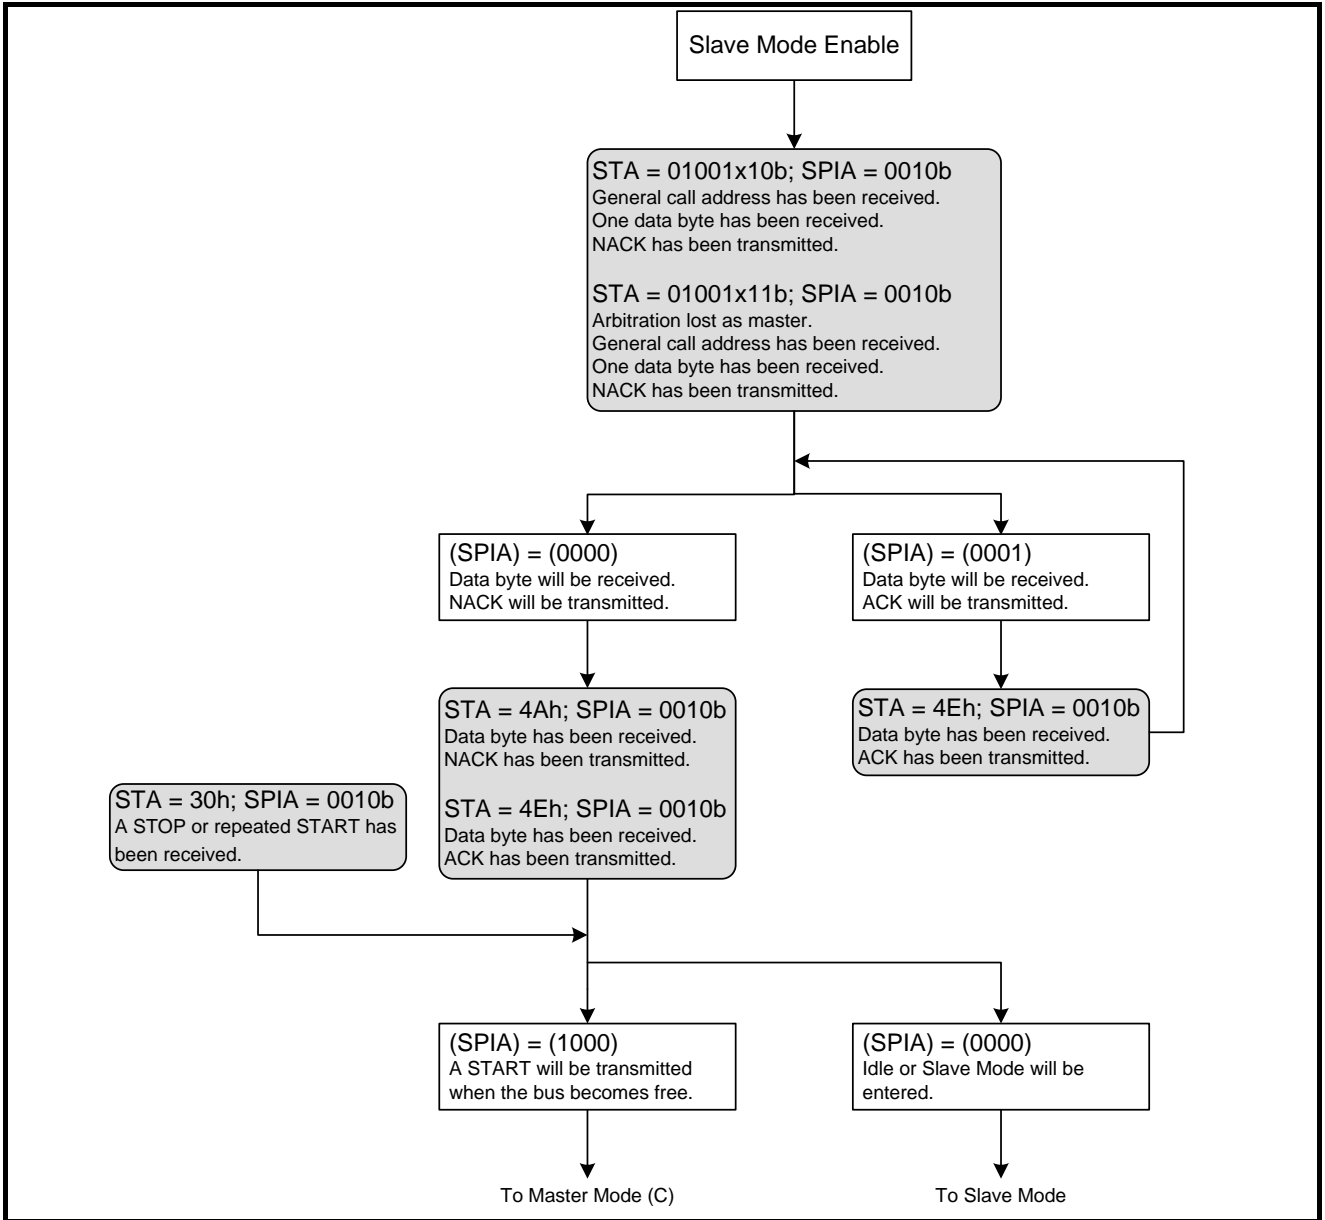 Slave Mode Enable
STA = 01001x10b; SPIA = 0010b
General call address has been received.
One data byte has been received.
NACK has been transmitted.
STA = 01001x11b; SPIA = 0010b
Arbitration lost as master.
General call address has been received.
One data byte has been received.
NACK has been transmitted.
(SPIA) = (0000)
Data byte will be received.
NACK will be transmitted.
(SPIA) = (0001)
Data byte will be received.
ACK will be transmitted.
STA = 4Ah; SPIA = 0010b
Data byte has been received.
NACK has been transmitted.
STA = 4Eh; SPIA = 0010b
Data byte has been received.
ACK has been transmitted.
STA = 4Eh; SPIA = 0010b
Data byte has been received.
ACK has been transmitted.
STA = 30h; SPIA = 0010b
A STOP or repeated START has
been received.
(SPIA) = (1000)
A START will be transmitted
when the bus becomes free.
(SPIA) = (0000)
Idle or Slave Mode will be
entered.
To Master Mode (C)
To Slave Mode